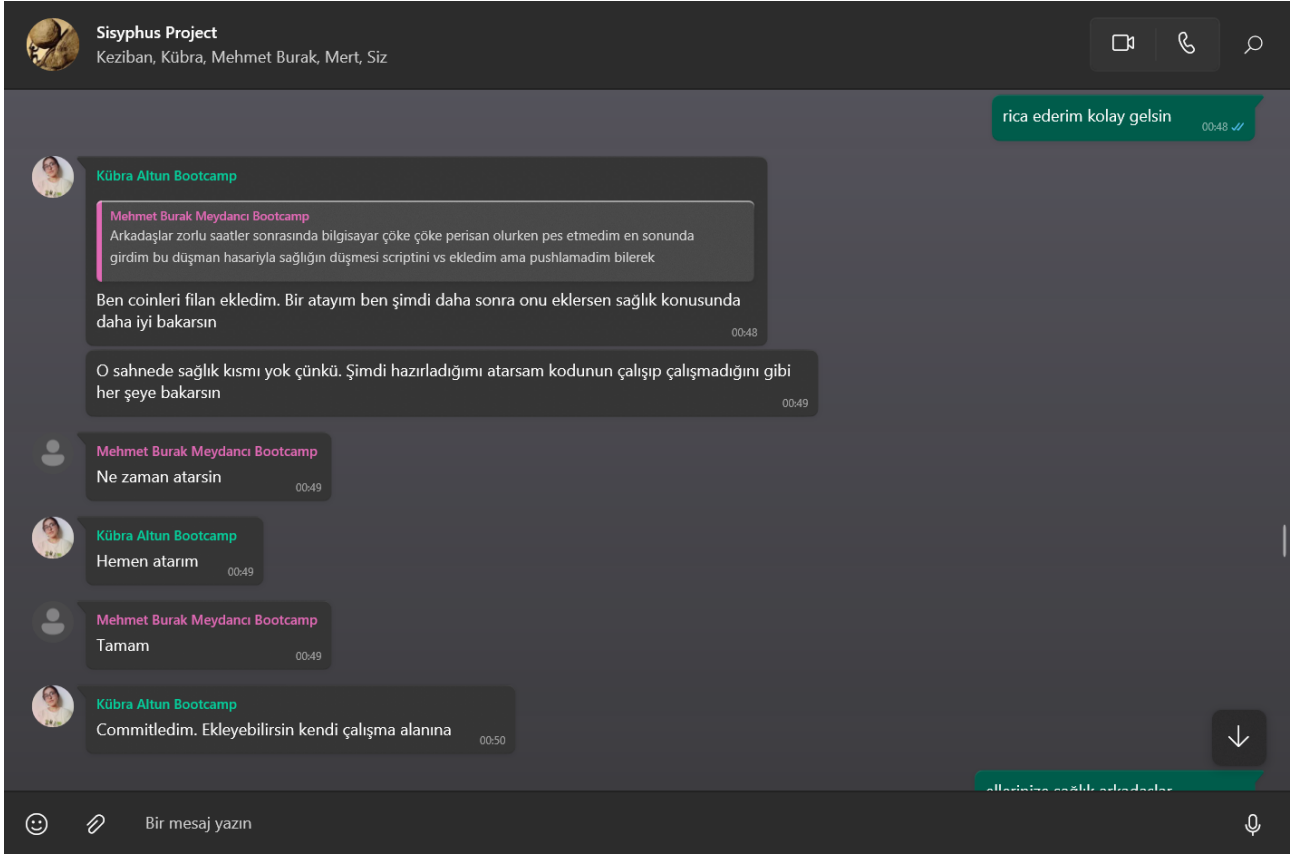 Sisyphus Project
Keziban, Kübra, Mehmet Burak, Mert, Siz
rica ederim kolay gelsin
00:48
Kübra Altun Bootcamp
Mehmet Burak Meydancı Bootcamp
Arkadaşlar zorlu saatler sonrasında bilgisayar çöke çöke perisan olurken pes etmedim en sonunda
girdim bu düşman hasariyla sağlığın düşmesi scriptini vs ekledim ama pushlamadim bilerek
Ben coinleri filan ekledim. Bir atayım ben şimdi daha sonra onu eklersen sağlık konusunda
daha iyi bakarsın
00:48
O sahnede sağlık kısmı yok çünkü. Şimdi hazırladığımı atarsam kodunun çalışıp çalışmadığını gibi
her şeye bakarsın
00:49
Mehmet Burak Meydancı Bootcamp
Ne zaman atarsin
00:49
Kübra Altun Bootcamp
Hemen atarım
00:49
Mehmet Burak Meydancı Bootcamp
Tamam
00:49
Kübra Altun Bootcamp
Commitledim. Ekleyebilirsin kendi çalışma alanına
00:50
ellerinize sağlık arkadaşlar
Bir mesaj yazın